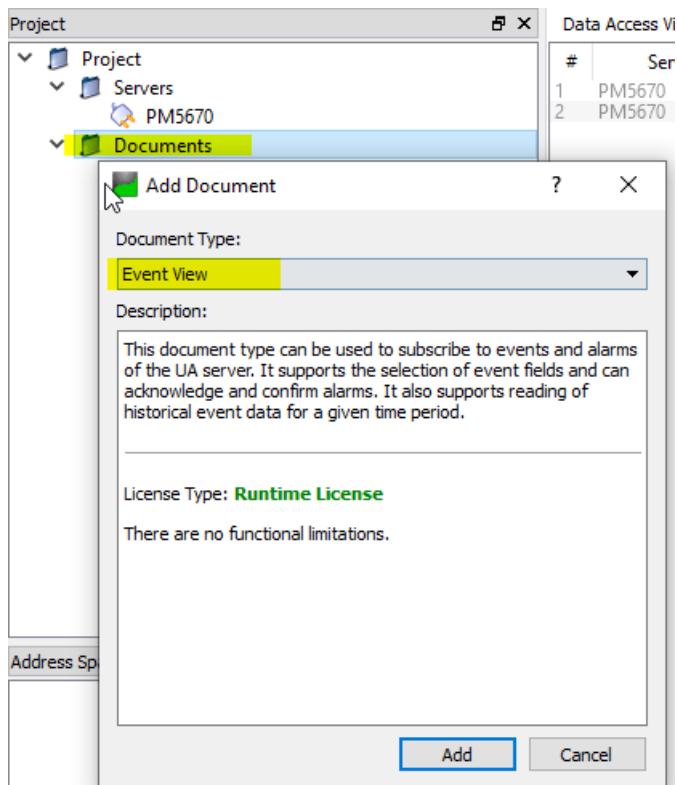 Project
Data Access Vi
Project
Servers
PM5670
Documents
# Ser
1 PM5670
2 PM5670
Add Document
?
Document Type:
Event View
Description:
This document type can be used to subscribe to events and alarms
of the UA server. It supports the selection of event fields and can
acknowledge and confirm alarms. It also supports reading of
historical event data for a given time period.
License Type: Runtime License
There are no functional limitations.
Address Sp
Add
Cancel